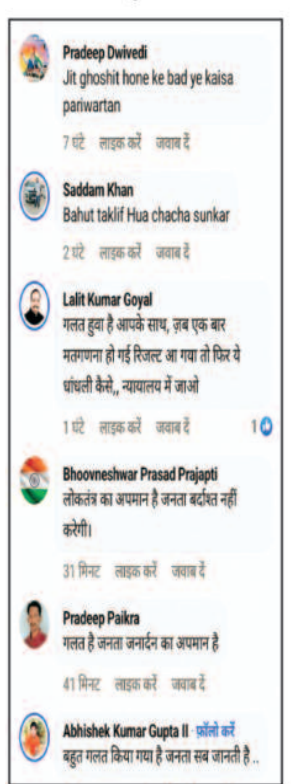 Pradeep Dwivedi
Jit ghoshit hone ke bad ye kaisa
pariwartan
7 घंटे लाइक करें जवाब दें
Saddam Khan
Bahut taklif Hua chacha sunkar
2 घंटे लाइक करें जवाब दें
Lalit Kumar Goyal
गलत हुवा है आपके साथ, ज़ब एक बार
मतगणना हो गई रिजल्ट आ गया तो फिर ये
धांधली कैसे,, न्यायालय में जाओ
1 घंटे लाइक करें जवाब दें 1
Bhoovneshwar Prasad Prajapti
लोकतंत्र का अपमान है जनता बर्दाश्त नहीं
करेगी।
31 मिनट लाइक करें जवाब दें
Pradeep Paikra
गलत है जनता जनार्दन का अपमान है
41 मिनट लाइक करें जवाब दें
Abhishek Kumar Gupta II · फ़ॉलो करें
बहुत गलत किया गया है जनता सब जानती है ..